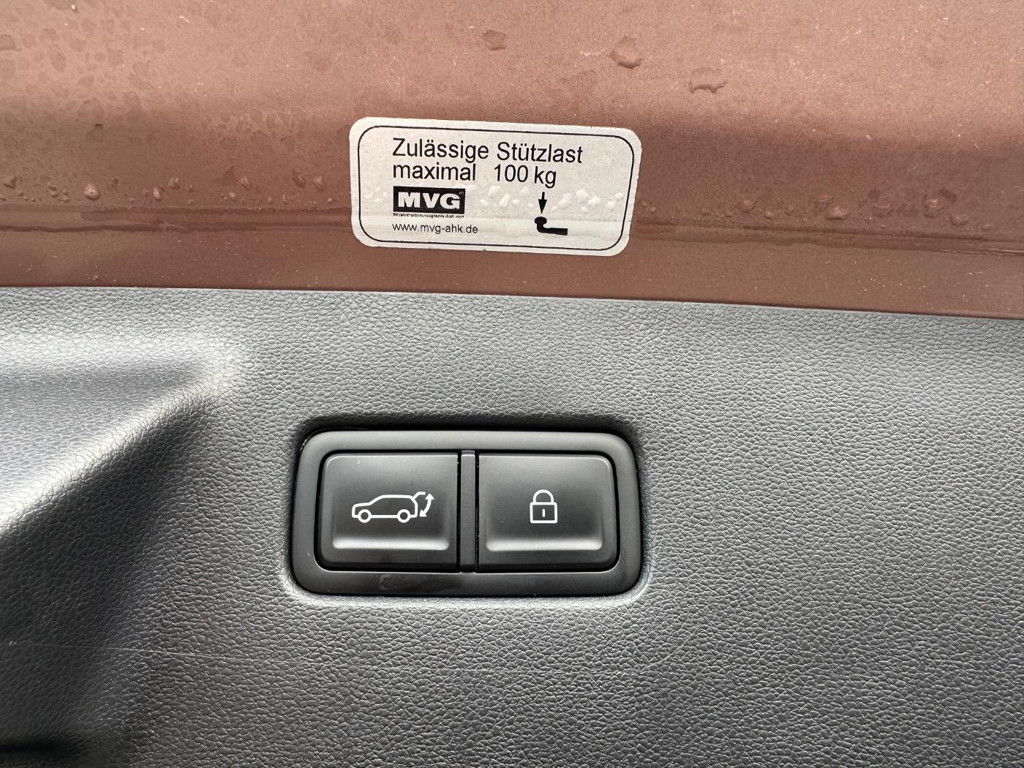 Zulässige Stützlast
maximal 100 kg
MVG
www.mvg-ahk.de